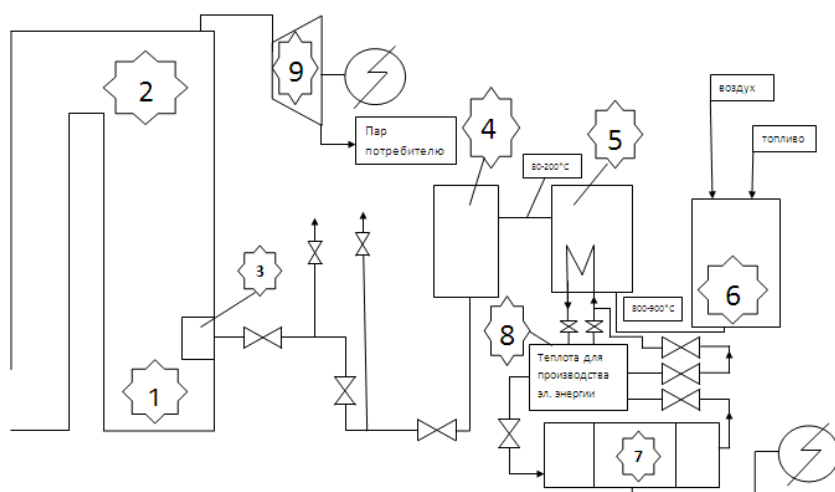 9
2
воздух
4
Пар
потребителю
5
топливо
80-200°С
3
6
800-900°С
8
Теплота для
производства
эл. энергии
1
7